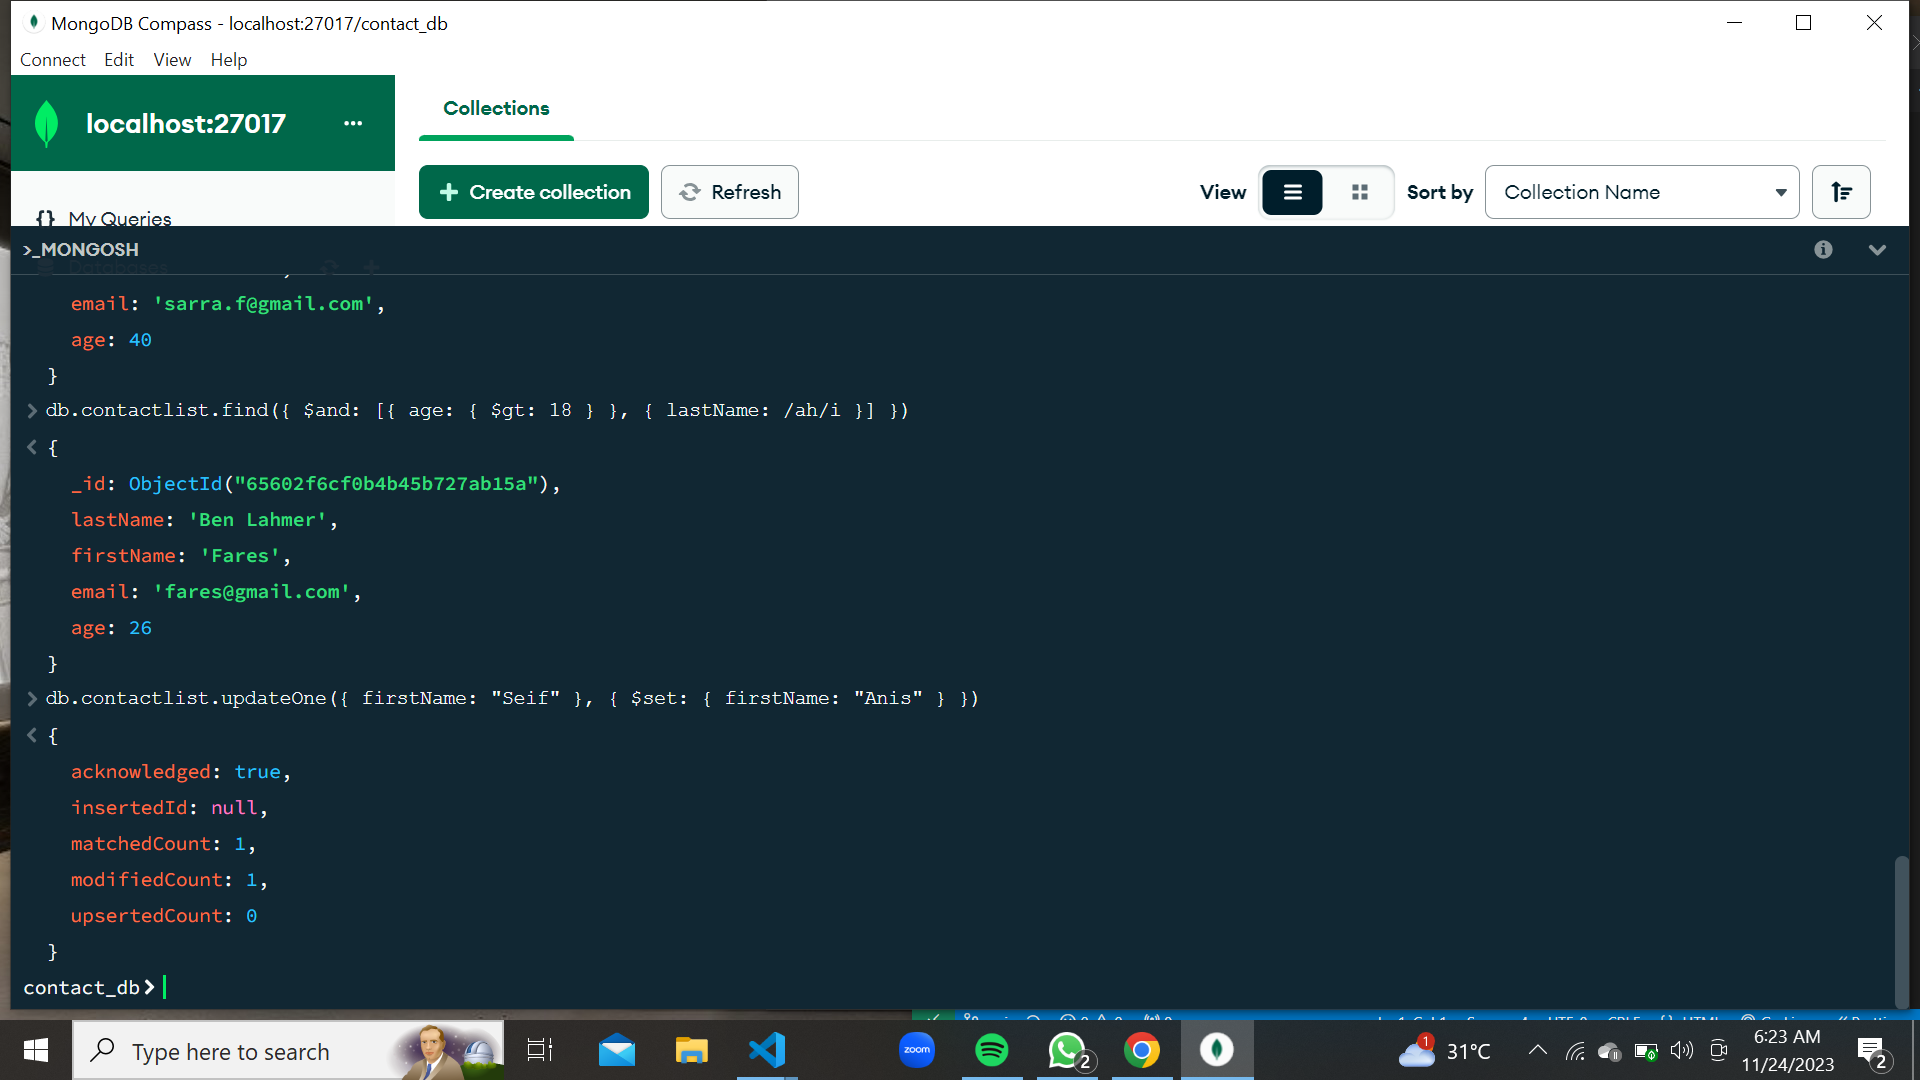 MongoDB Compass - localhost:27017/contact_db
Connect Edit View Help
localhost:27017 ...
Collections
+ Create collection Refresh View Sort by Collection Name
{} My Queries
>_MONGOSH
Databases
email: 'sarra.f@gmail.com',
age: 40
}
> db.contactlist.find({ $and: [{ age: { $gt: 18 } }, { lastName: /ah/i }] })
< {
_id: ObjectId("65602f6cf0b4b45b727ab15a"),
lastName: 'Ben Lahmer',
firstName: 'Fares',
email: 'fares@gmail.com',
age: 26
}
> db.contactlist.updateOne({ firstName: "Seif" }, { $set: { firstName: "Anis" } })
< {
acknowledged: true,
insertedId: null,
matchedCount: 1,
modifiedCount: 1,
upsertedCount: 0
}
contact_db>
Type here to search
zoom
2
1
31°C
6:23 AM
11/24/2023
2